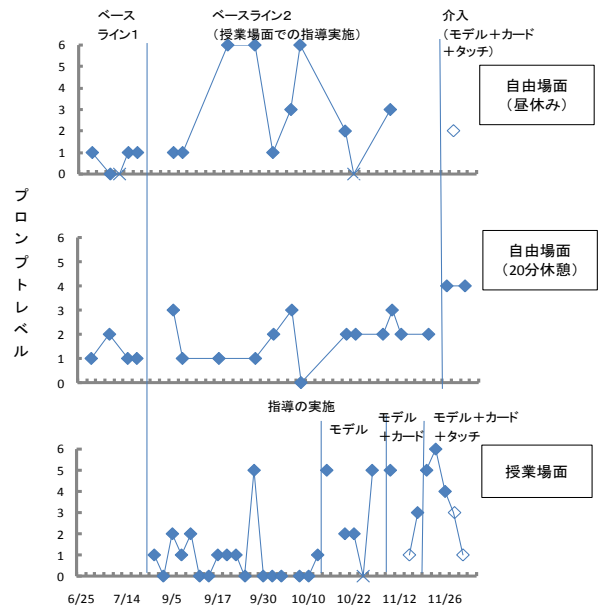 ベース
ライン1
ベースライン2
(授業場面での指導実施)
介入
(モデル+カード
+タッチ)
6
5
4
3
2
1
0
自由場面
(昼休み)
プロンプトレベル
6
5
4
3
2
1
0
自由場面
(20分休憩)
指導の実施
モデル
モデル
+カード
モデル+カード
+タッチ
6
5
4
3
2
1
0
授業場面
6/25 7/14 9/5 9/17 9/30 10/10 10/22 11/12 11/26